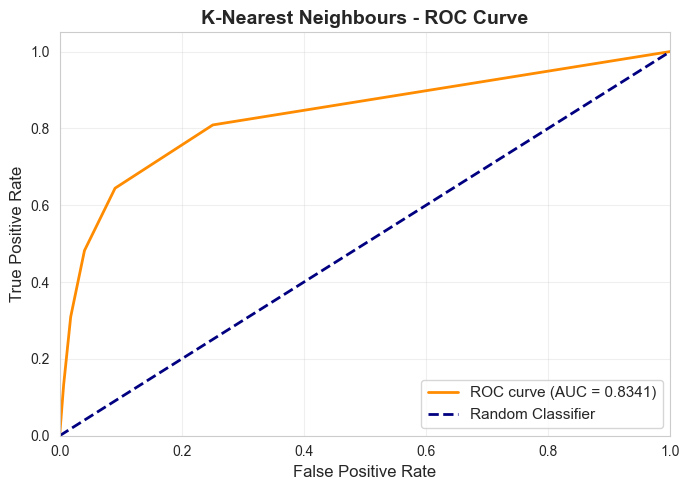 K-Nearest Neighbours - ROC Curve
1.0
0.8
0.6
0.4
0.2
0.0
True Positive Rate
0.0 0.2 0.4 0.6 0.8 1.0
False Positive Rate
ROC curve (AUC = 0.8341)
Random Classifier